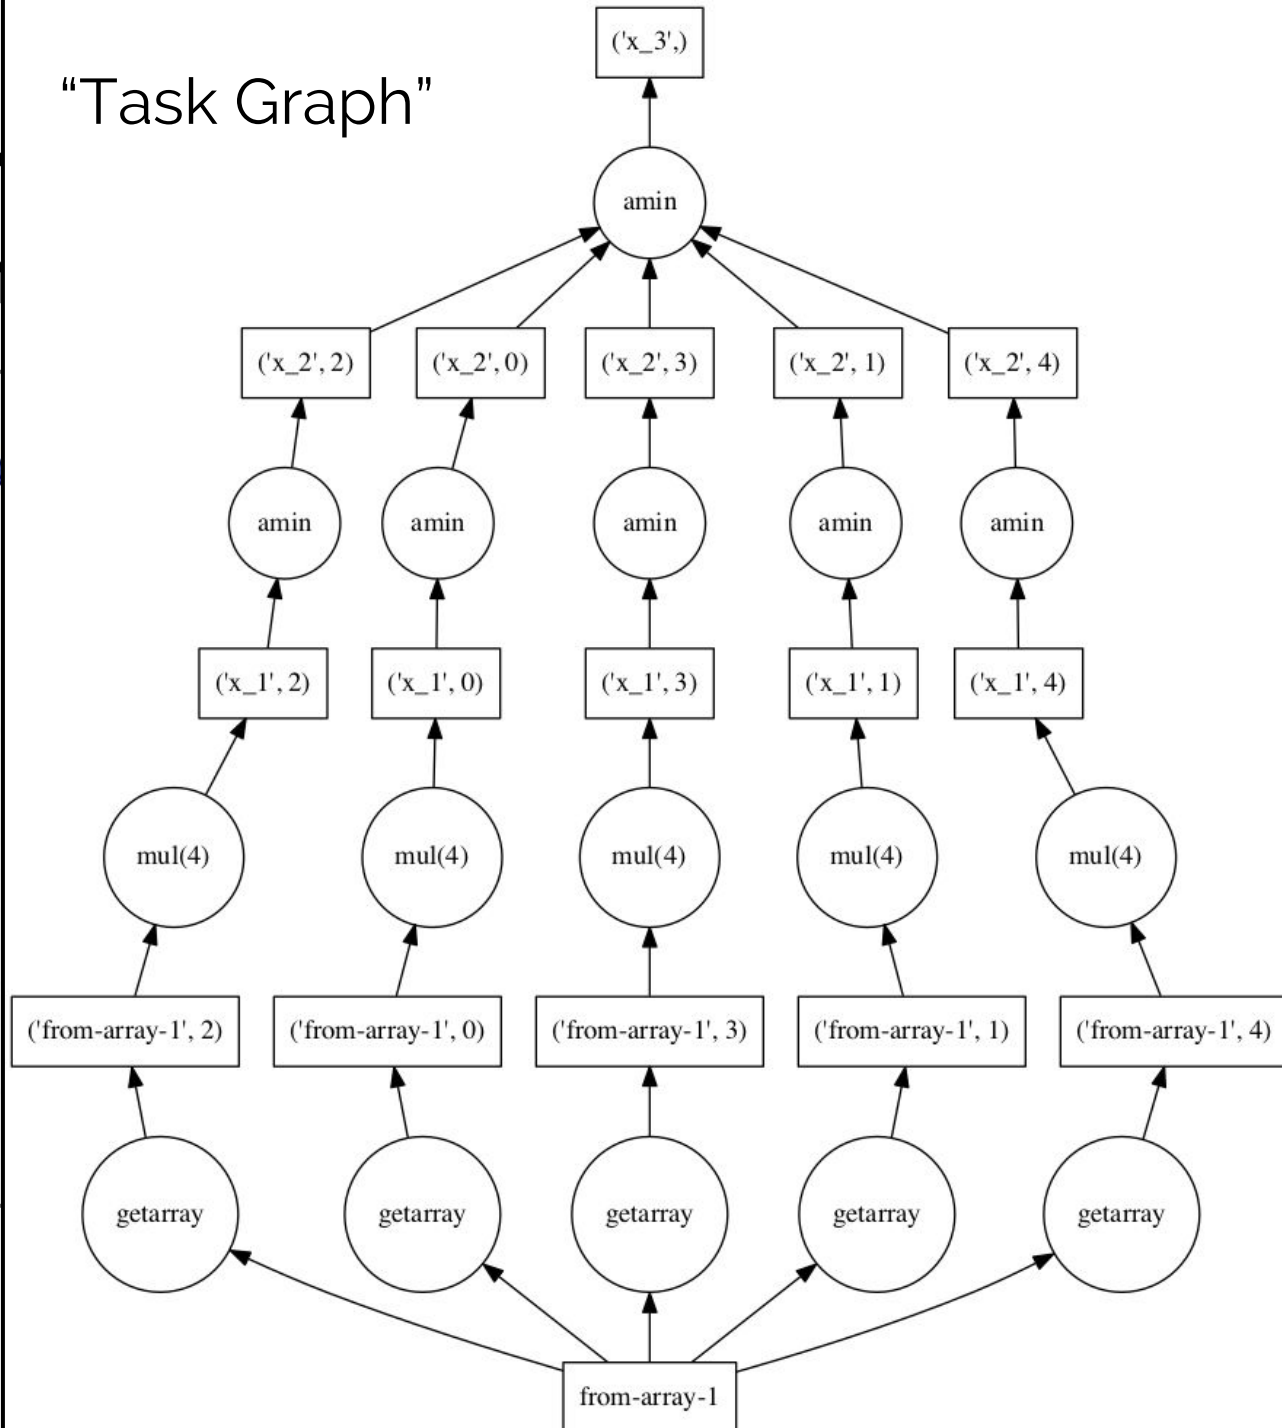 ('x_3',)
“Task Graph”
amin
('x_2', 2) ('x_2', 0) ('x_2', 3) ('x_2', 1) ('x_2', 4)
amin amin amin amin amin
('x_1', 2) ('x_1', 0) ('x_1', 3) ('x_1', 1) ('x_1', 4)
mul(4) mul(4) mul(4) mul(4) mul(4)
('from-array-1', 2) ('from-array-1', 0) ('from-array-1', 3) ('from-array-1', 1) ('from-array-1', 4)
getarray getarray getarray getarray getarray
from-array-1